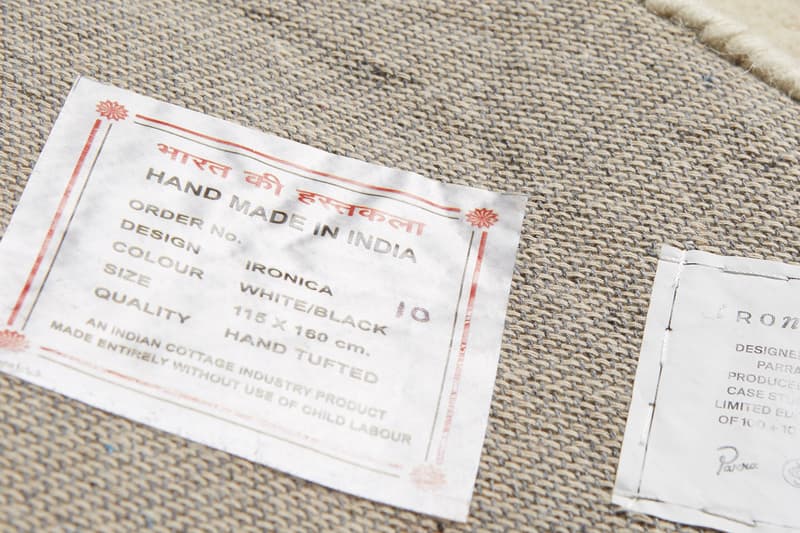 भारत की हस्तकला
HAND MADE IN INDIA
ORDER No.
DESIGN IRONICA
COLOUR WHITE/BLACK 10
SIZE 115 X 160 cm.
QUALITY HAND TUFTED
AN INDIAN COTTAGE INDUSTRY PRODUCT
MADE ENTIRELY WITHOUT USE OF CHILD LABOUR
DESIGNE
PARRA
PRODUCE
CASE STU
LIMITED ED
OF 100 + 10
Parra